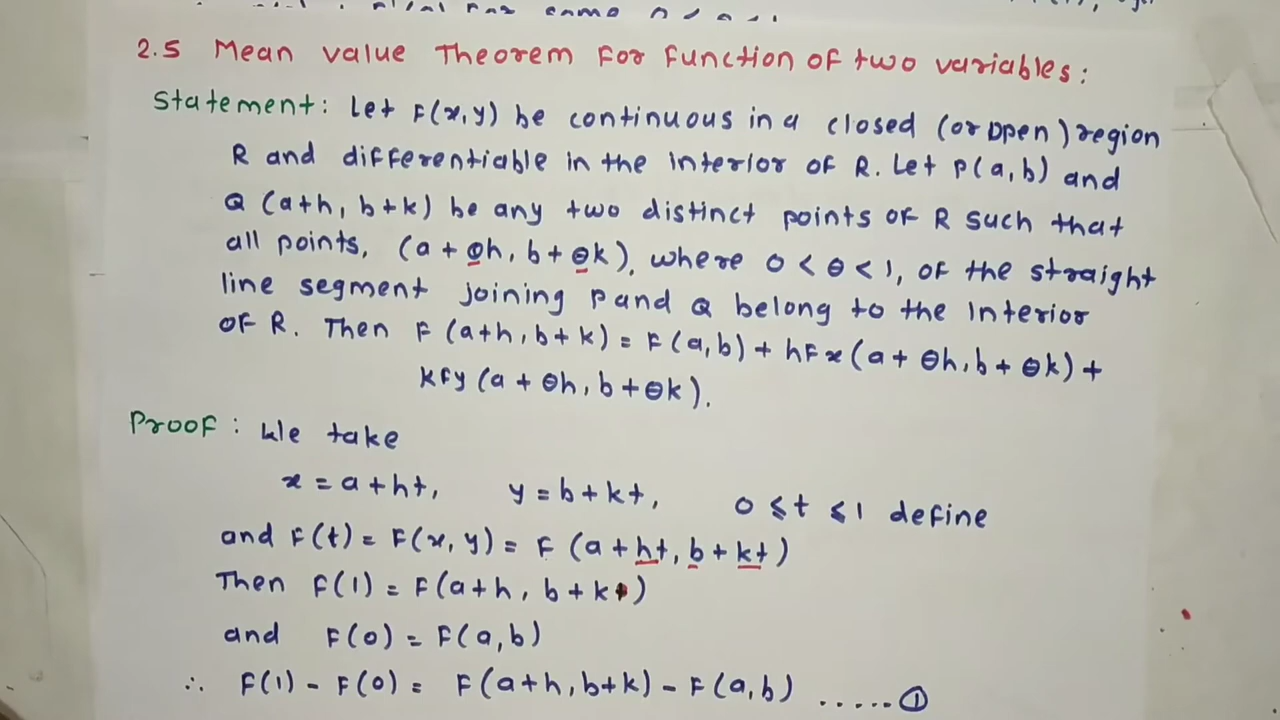 2.5 Mean value Theorem For Function of two variables:
Statement: Let F(x,y) be continuous in a closed (or open) region
R and differentiable in the interior of R. Let P(a,b) and
Q (a+h, b+k) be any two distinct points of R such that
all points, (a + θh, b+θk), where 0 < θ < 1, of the straight
line segment joining P and Q belong to the interior
of R. Then F (a+h, b+k) = F(a,b) + hFx (a + θh, b + θk) +
kFy (a + θh, b+θk).
Proof: We take
x = a+ht, y = b+kt, 0 ≤ t ≤ 1 define
and F(t) = F(x,y) = F (a+ht, b+kt)
Then F(1) = F(a+h, b+k)
and F(0) = F(a,b)
∴ F(1) - F(0) = F(a+h, b+k) - F(a,b) ......①